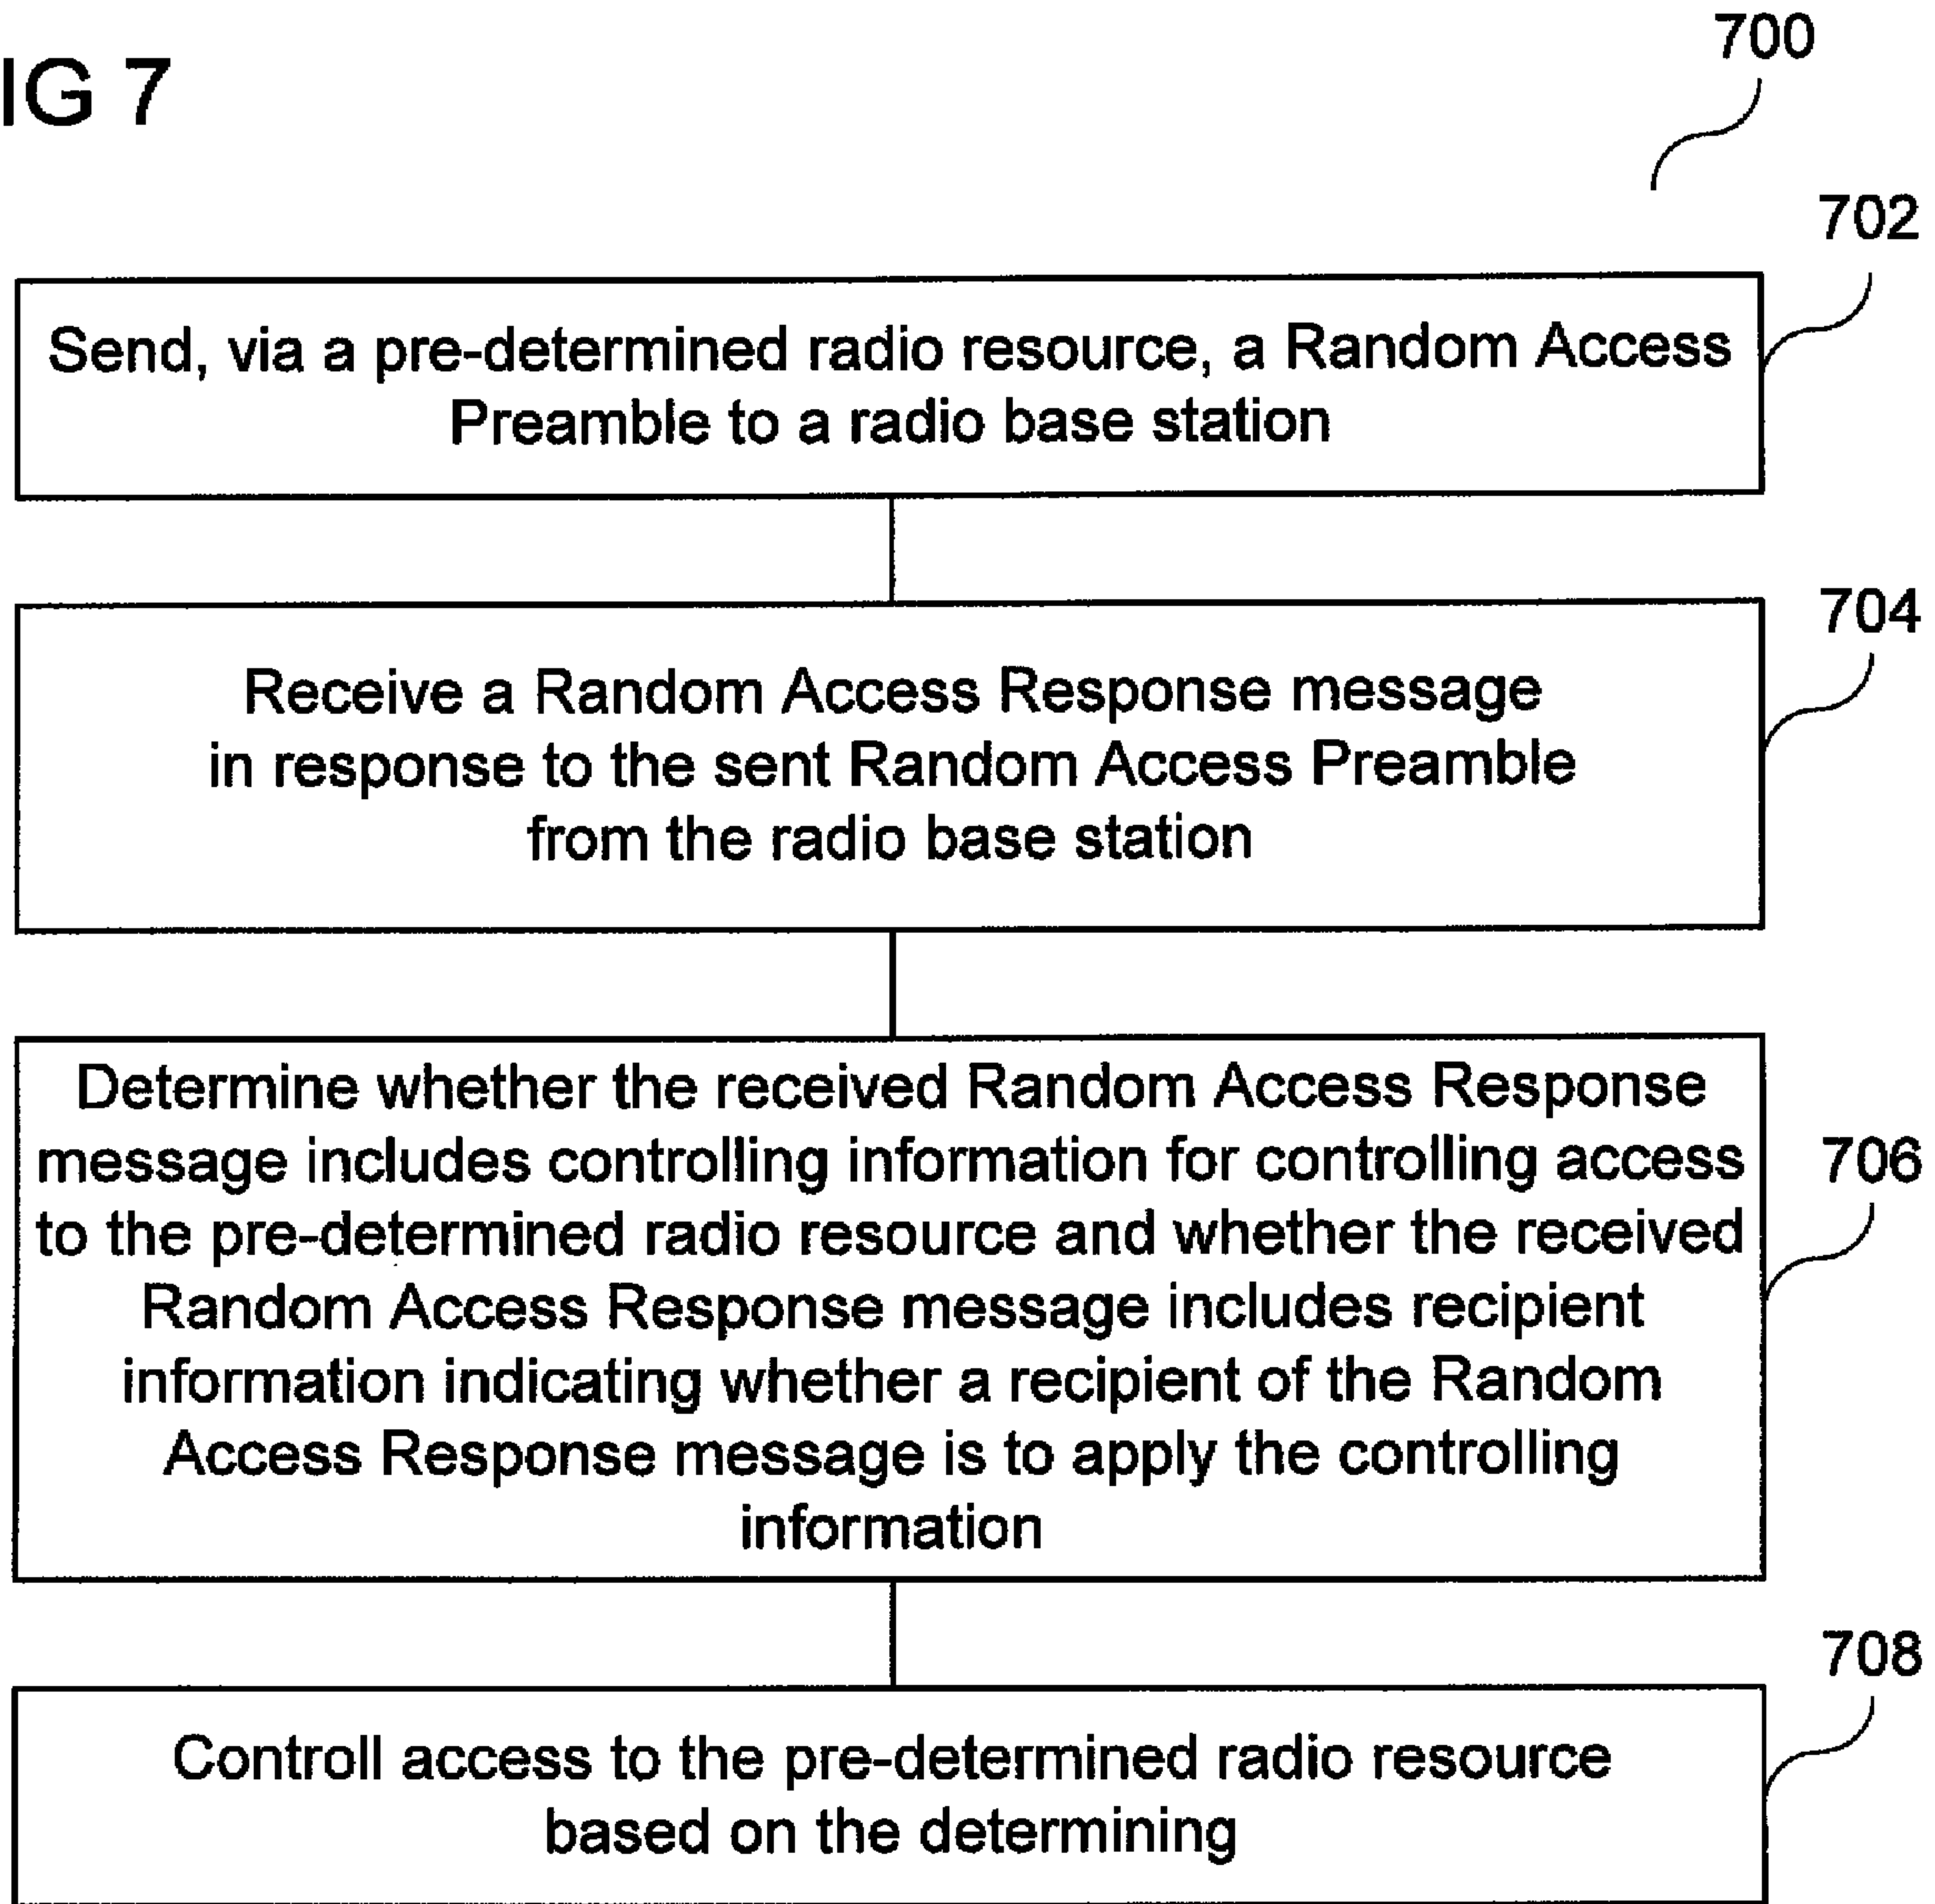 IG 7
700
702
Send, via a pre-determined radio resource, a Random Access
Preamble to a radio base station
704
Receive a Random Access Response message
in response to the sent Random Access Preamble
from the radio base station
Determine whether the received Random Access Response
message includes controlling information for controlling access
to the pre-determined radio resource and whether the received
Random Access Response message includes recipient
information indicating whether a recipient of the Random
Access Response message is to apply the controlling
information
706
708
Controll access to the pre-determined radio resource
based on the determining